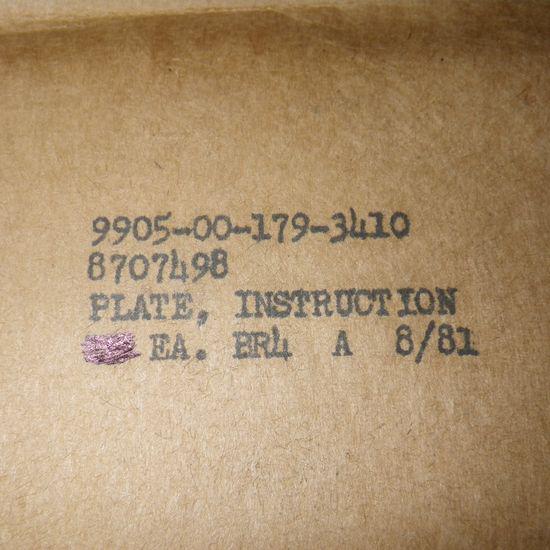 9905-00-179-3410
8707498
PLATE, INSTRUCTION
EA. BR4 A 8/81